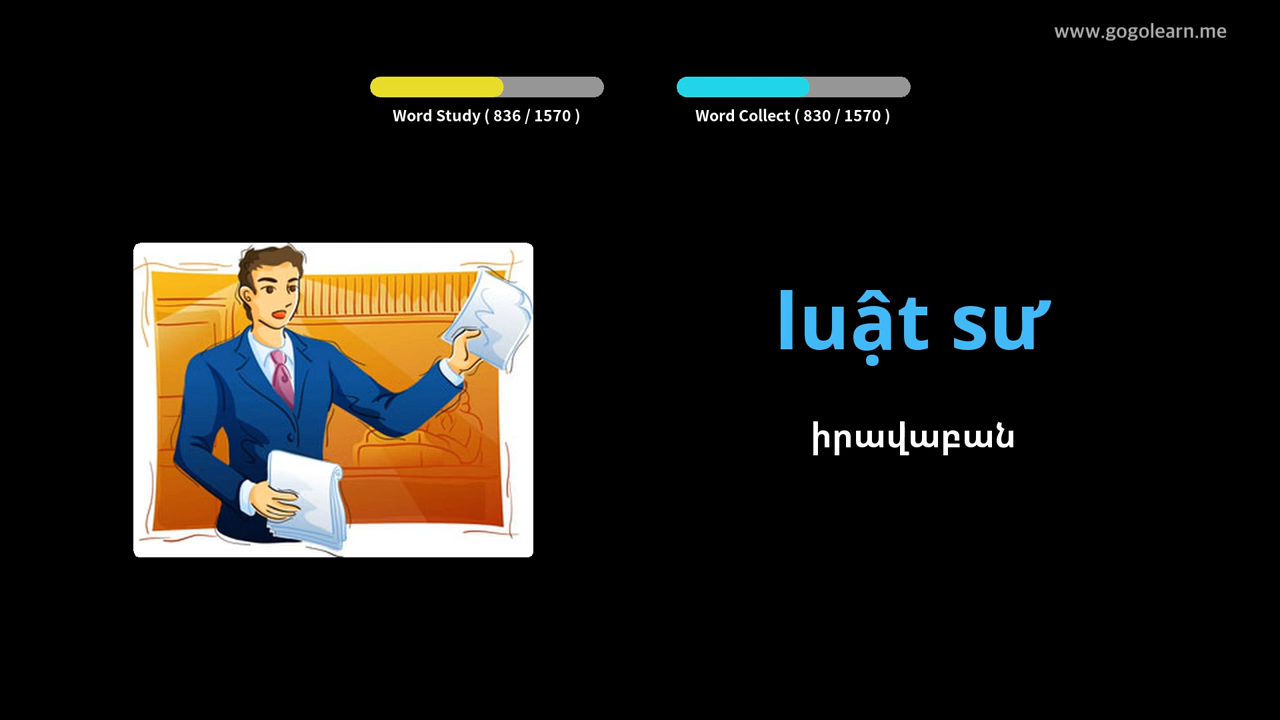 www.gogolearn.me
Word Study ( 836 / 1570 )
Word Collect ( 830 / 1570 )
luật sư
իրավաբան